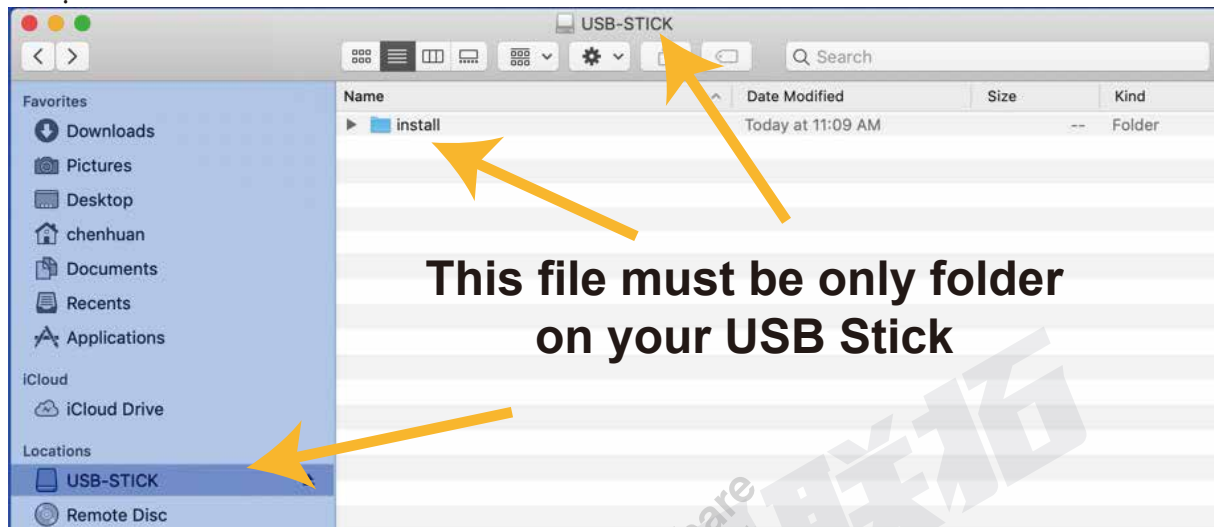 USB-STICK
Search
Favorites
Downloads
Pictures
Desktop
chenhuan
Documents
Recents
Applications
iCloud
iCloud Drive
Locations
USB-STICK
Remote Disc
Name Date Modified Size Kind
install Today at 11:09 AM -- Folder
This file must be only folder
on your USB Stick
联拓